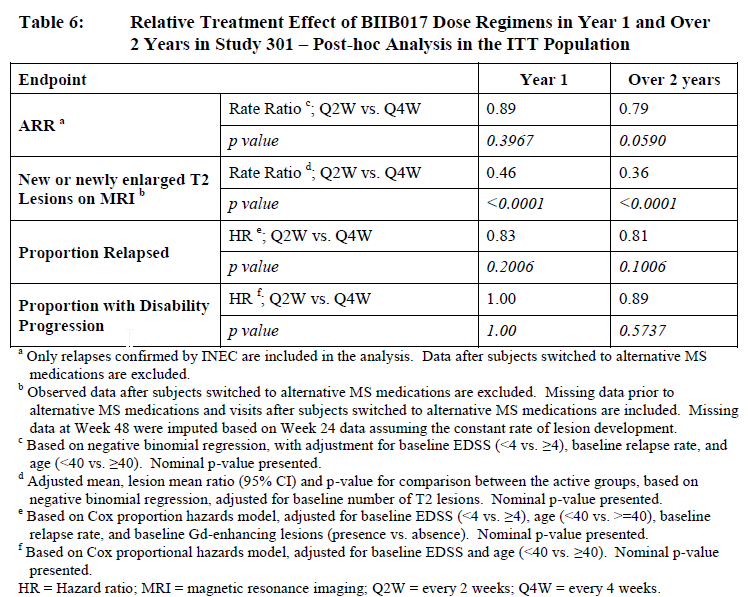 Table 6: Relative Treatment Effect of BIIB017 Dose Regimens in Year 1 and Over
2 Years in Study 301 – Post-hoc Analysis in the ITT Population
Endpoint Year 1 Over 2 years
ARR a
Rate Ratio c; Q2W vs. Q4W 0.89 0.79
p value 0.3967 0.0590
New or newly enlarged T2
Lesions on MRI b
Rate Ratio d; Q2W vs. Q4W 0.46 0.36
p value <0.0001 <0.0001
Proportion Relapsed
HR e; Q2W vs. Q4W 0.83 0.81
p value 0.2006 0.1006
Proportion with Disability
Progression
HR f; Q2W vs. Q4W 1.00 0.89
p value 1.00 0.5737
a Only relapses confirmed by INEC are included in the analysis. Data after subjects switched to alternative MS
medications are excluded.
b Observed data after subjects switched to alternative MS medications are excluded. Missing data prior to
alternative MS medications and visits after subjects switched to alternative MS medications are included. Missing
data at Week 48 were imputed based on Week 24 data assuming the constant rate of lesion development.
c Based on negative binomial regression, with adjustment for baseline EDSS (<4 vs. ≥4), baseline relapse rate, and
age (<40 vs. ≥40). Nominal p-value presented.
d Adjusted mean, lesion mean ratio (95% CI) and p-value for comparison between the active groups, based on
negative binomial regression, adjusted for baseline number of T2 lesions. Nominal p-value presented.
e Based on Cox proportion hazards model, adjusted for baseline EDSS (<4 vs. ≥4), age (<40 vs. >=40), baseline
relapse rate, and baseline Gd-enhancing lesions (presence vs. absence). Nominal p-value presented.
f Based on Cox proportional hazards model, adjusted for baseline EDSS and age (<40 vs. ≥40). Nominal p-value
presented.
HR = Hazard ratio; MRI = magnetic resonance imaging; Q2W = every 2 weeks; Q4W = every 4 weeks.